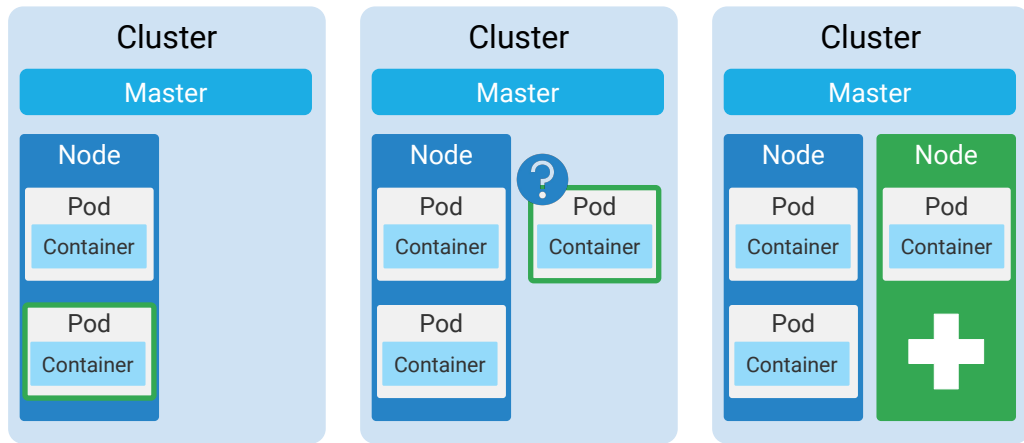 Cluster
Master
Node
Pod
Container
Pod
Container
Cluster
Master
Node
Pod
Container
Pod
Container
?
Pod
Container
Cluster
Master
Node
Pod
Container
Pod
Container
Node
Pod
Container